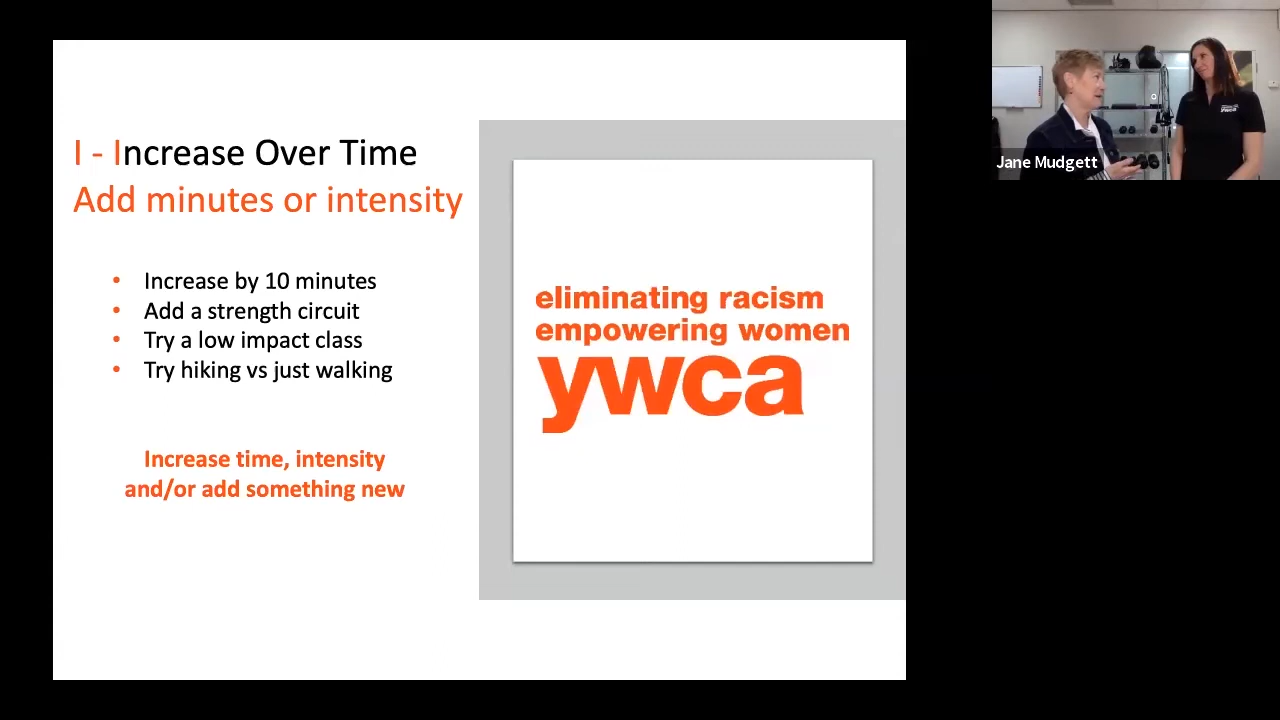 I - Increase Over Time
Add minutes or intensity
• Increase by 10 minutes
• Add a strength circuit
• Try a low impact class
• Try hiking vs just walking
Increase time, intensity
and/or add something new
eliminating racism
empowering women
ywca
Jane Mudgett
ywca